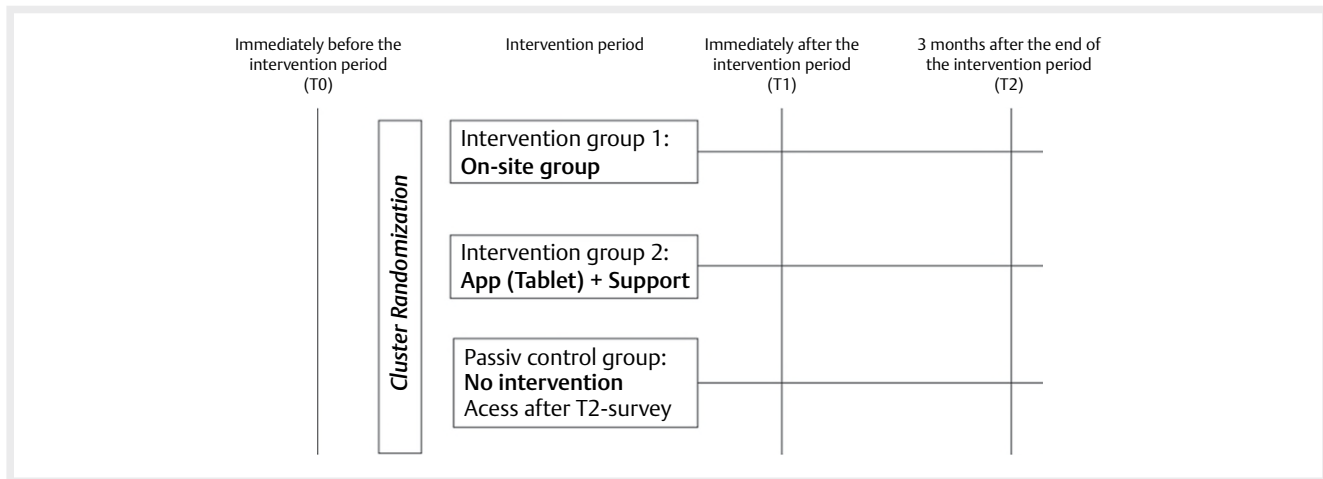 Immediately before the
intervention period
(T0)
Intervention period
Immediately after the
intervention period
(T1)
3 months after the end of
the intervention period
(T2)
Cluster Randomization
Intervention group 1:
On-site group
Intervention group 2:
App (Tablet) + Support
Passiv control group:
No intervention
Acess after T2-survey